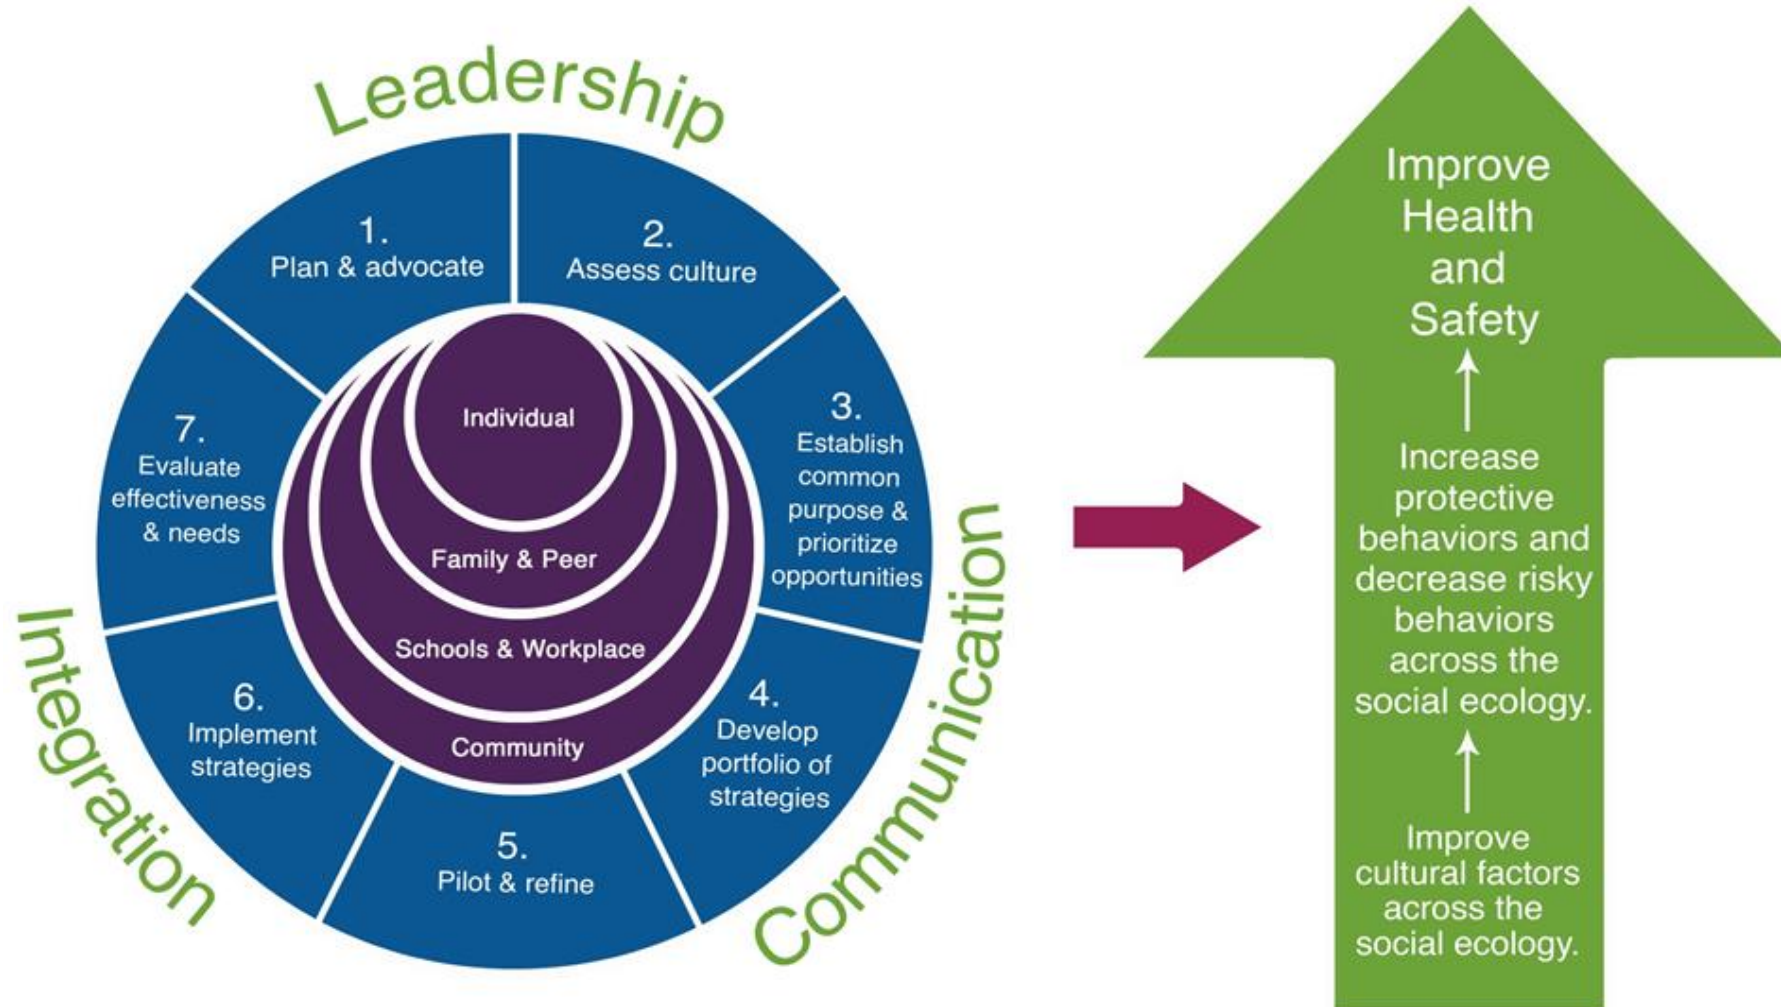 Leadership
1.
Plan & advocate
2.
Assess culture
3.
Establish
common
purpose &
prioritize
opportunities
4.
Develop
portfolio of
strategies
5.
Pilot & refine
6.
Implement
strategies
7.
Evaluate
effectiveness
& needs
Individual
Family & Peer
Schools & Workplace
Community
Communication
Integration
Improve
Health
and
Safety
Increase
protective
behaviors and
decrease risky
behaviors
across the
social ecology.
Improve
cultural factors
across the
social ecology.